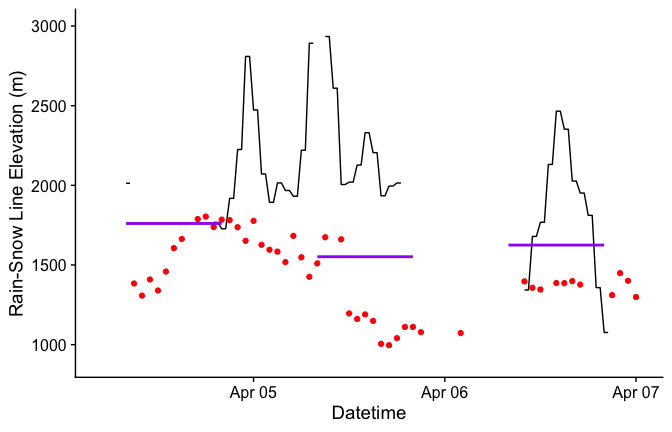 Rain-Snow Line Elevation (m)
3000
2500
2000
1500
1000
Apr 05
Apr 06
Apr 07
Datetime